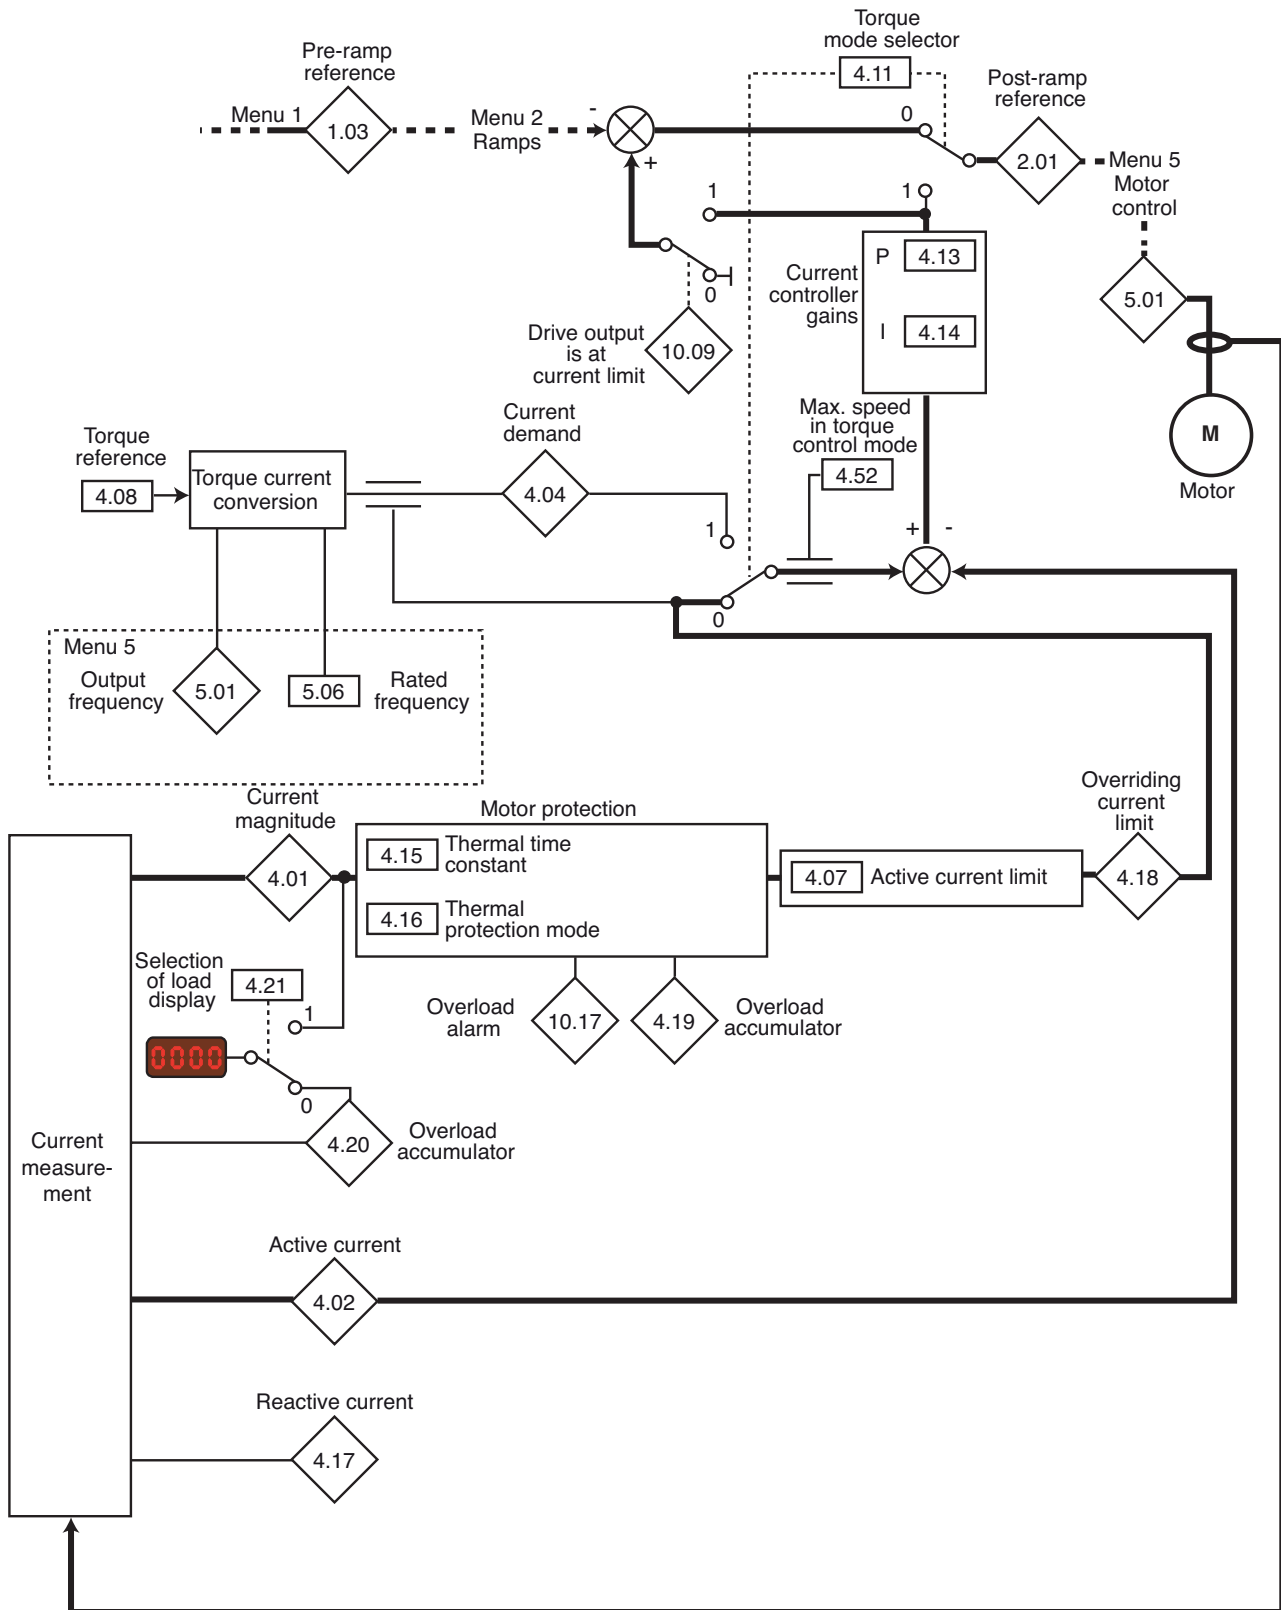 Torque
mode selector
4.11
Pre-ramp
reference
Menu 1
1.03
Menu 2
Ramps
-
+
0
Post-ramp
reference
2.01
Menu 5
Motor
control
1
1
0
Drive output
is at
current limit
10.09
Current
controller
gains
P
4.13
I
4.14
5.01
M
Motor
Max. speed
in torque
control mode
4.52
Current
demand
4.04
Torque
reference
4.08
Torque current
conversion
1
0
+
-
Menu 5
Output
frequency
5.01
5.06
Rated
frequency
Current
magnitude
4.01
Motor protection
4.15
Thermal time
constant
4.16
Thermal
protection mode
4.07
Active current limit
Overriding
current
limit
4.18
Selection
of load
display
4.21
1
0000
0
Overload
alarm
10.17
4.19
Overload
accumulator
4.20
Overload
accumulator
Current
measure-
ment
Active current
4.02
Reactive current
4.17